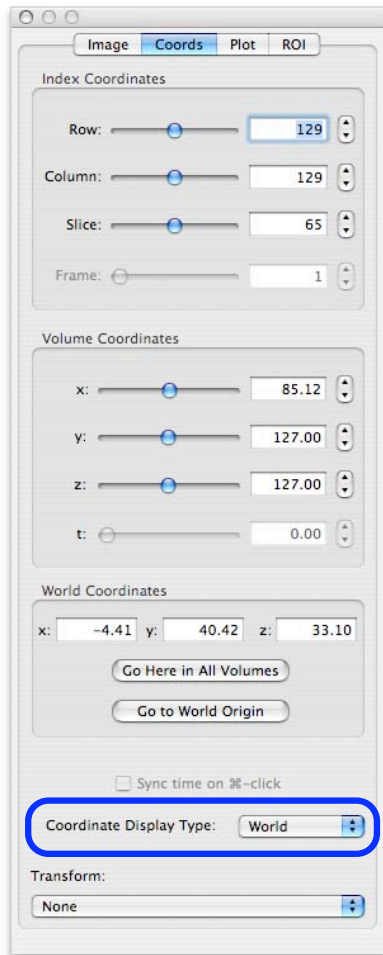 Image Coords Plot ROI
Index Coordinates
Row: 129
Column: 129
Slice: 65
Frame: 1
Volume Coordinates
x: 85.12
y: 127.00
z: 127.00
t: 0.00
World Coordinates
x: -4.41 y: 40.42 z: 33.10
Go Here in All Volumes
Go to World Origin
Sync time on ⌘-click
Coordinate Display Type: World
Transform:
None